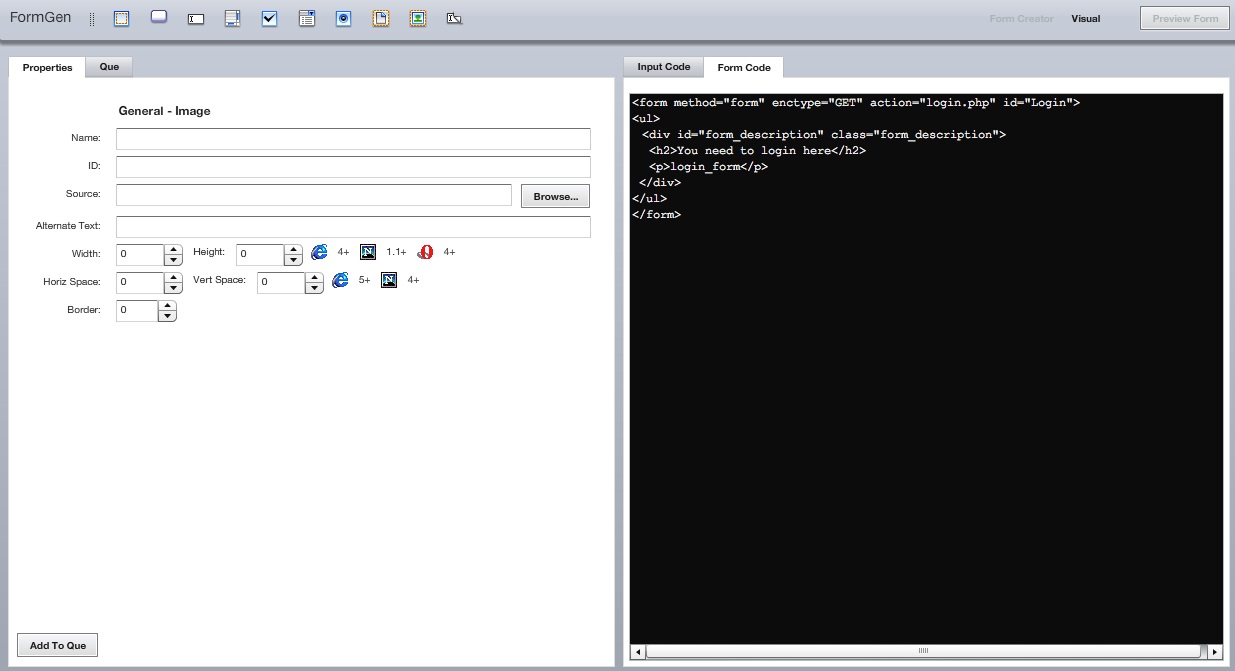 FormGen Form Creator Visual Preview Form
Properties Que
General - Image
Name:
ID:
Source: Browse...
Alternate Text:
Width: 0 Height: 0 4+ N 1.1+ 4+
Horiz Space: 0 Vert Space: 0 5+ N 4+
Border: 0
Add To Que
Input Code Form Code
<form method="form" enctype="GET" action="login.php" id="Login">
<ul>
<div id="form_description" class="form_description">
<h2>You need to login here</h2>
<p>login_form</p>
</div>
</ul>
</form>